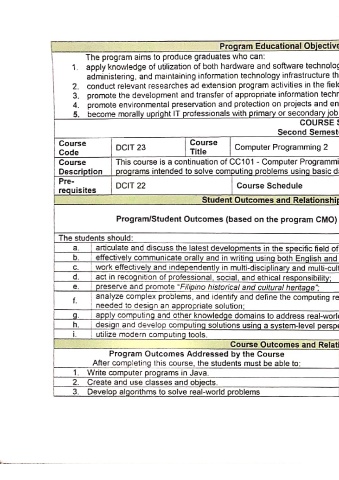 Program Educational Objective
The program aims to produce graduates who can:
1. apply knowledge of utilization of both hardware and software technolog
administering, and maintaining information technology infrastructure th
2. conduct relevant researches ad extension program activities in the field
3. promote the development and transfer of appropriate information techr
4. promote environmental preservation and protection on projects and en
5. become morally upright IT professionals with primary or secondary job
COURSE S
Second Semest
Course Code DCIT 23 Course Title Computer Programming 2
Course Description This course is a continuation of CC101 - Computer Programmi
programs intended to solve computing problems using basic d
Pre-requisites DCIT 22 Course Schedule
Student Outcomes and Relationship
Program/Student Outcomes (based on the program CMO)
The students should:
a. articulate and discuss the latest developments in the specific field of
b. effectively communicate orally and in writing using both English and
c. work effectively and independently in multi-disciplinary and multi-cult
d. act in recognition of professional, social, and ethical responsibility;
e. preserve and promote "Filipino historical and cultural heritage";
f. analyze complex problems, and identify and define the computing re
needed to design an appropriate solution;
g. apply computing and other knowledge domains to address real-worl
h. design and develop computing solutions using a system-level perspe
i. utilize modern computing tools.
Course Outcomes and Relati
Program Outcomes Addressed by the Course
After completing this course, the students must be able to:
1. Write computer programs in Java.
2. Create and use classes and objects.
3. Develop algorithms to solve real-world problems